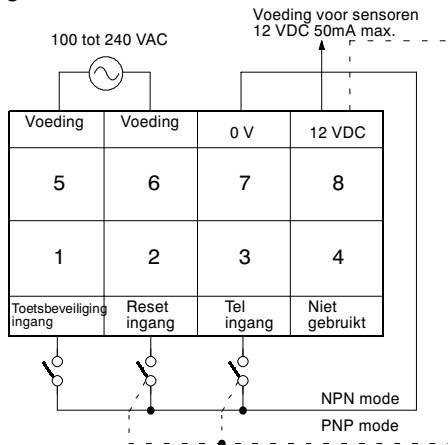 Voeding voor sensoren
12 VDC 50mA max.
100 tot 240 VAC
Voeding Voeding 0 V 12 VDC
5 6 7 8
1 2 3 4
Toetsbeveiliging Reset Tel Niet
ingang ingang ingang gebruikt
NPN mode
PNP mode